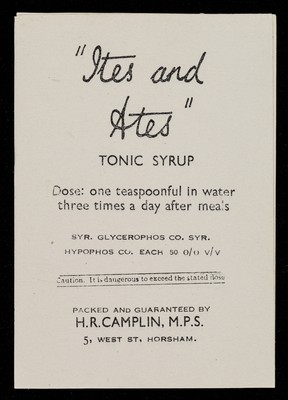 "Ites and
Ates"
TONIC SYRUP
Dose: one teaspoonful in water
three times a day after meals
SYR. GLYCEROPHOS CO. SYR.
HYPOPHOS CO. EACH 50 O/O V/V
Caution. It is dangerous to exceed the stated dose
PACKED AND GUARANTEED BY
H.R. CAMPLIN, M.P.S.
5, WEST ST, HORSHAM.